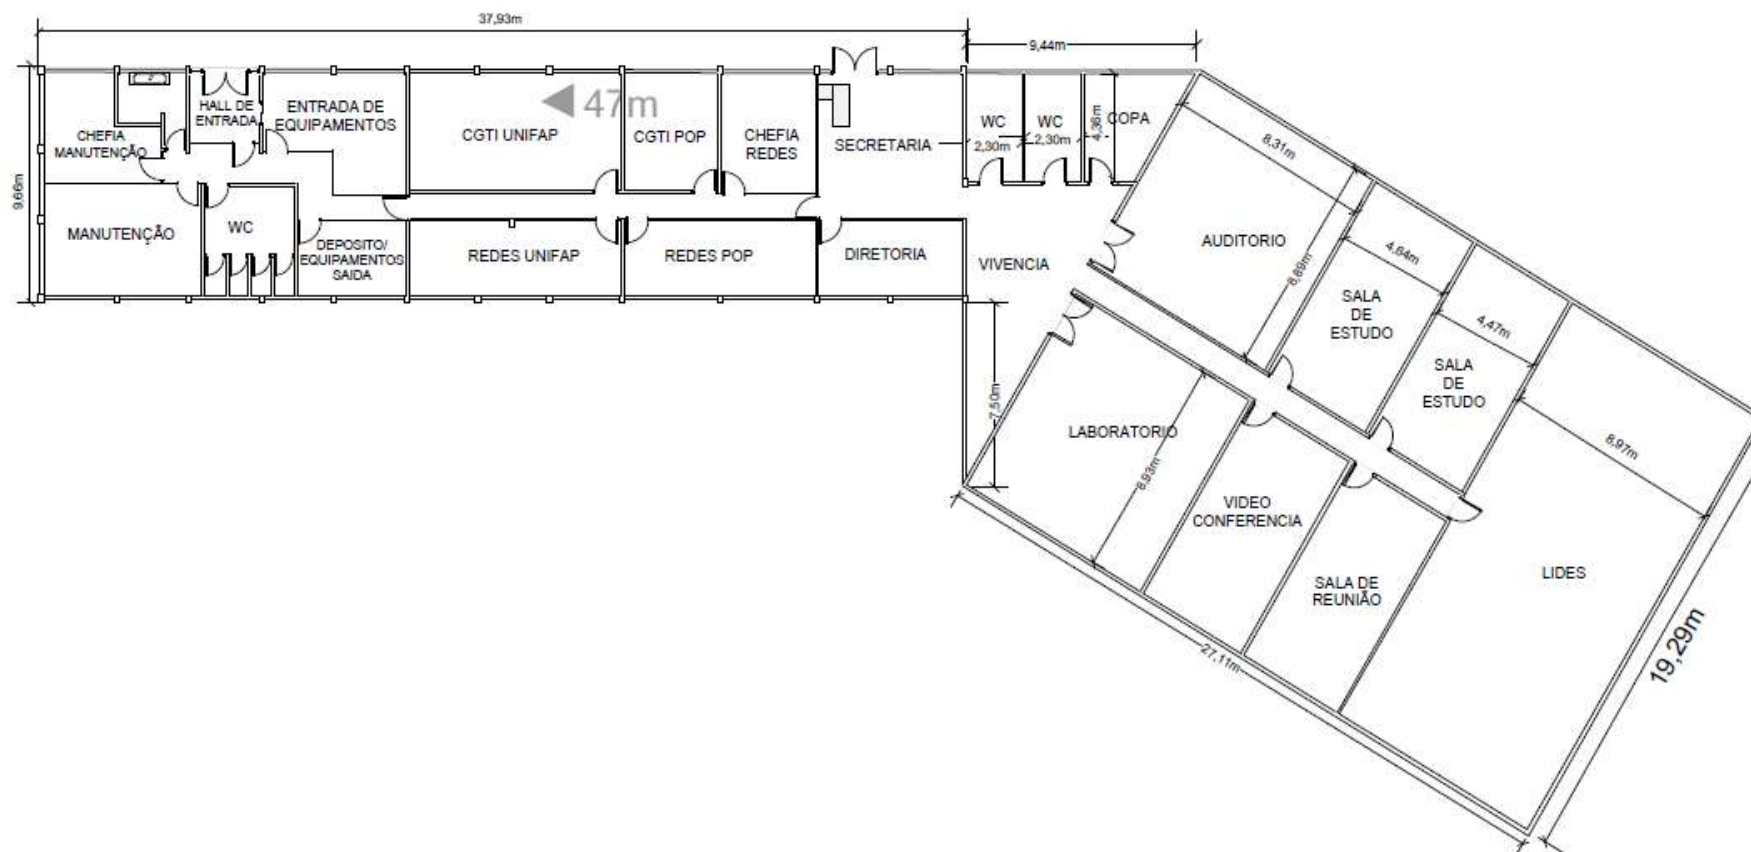 37,93m
9,44m
9,66m
CHEFIA
MANUTENÇÃO
HALL DE
ENTRADA
ENTRADA DE
EQUIPAMENTOS
CGTI UNIFAP
47m
CGTI POP
CHEFIA
REDES
SECRETARIA
WC
2,30m
WC
2,30m
4,36m
COPA
MANUTENÇÃO
WC
DEPOSITO/
EQUIPAMENTOS
SAIDA
REDES UNIFAP
REDES POP
DIRETORIA
VIVENCIA
8,31m
AUDITORIO
8,89m
4,64m
SALA
DE
ESTUDO
4,47m
SALA
DE
ESTUDO
7,50m
LABORATORIO
8,93m
VIDEO
CONFERENCIA
SALA DE
REUNIÃO
8,97m
LIDES
27,11m
19,29m